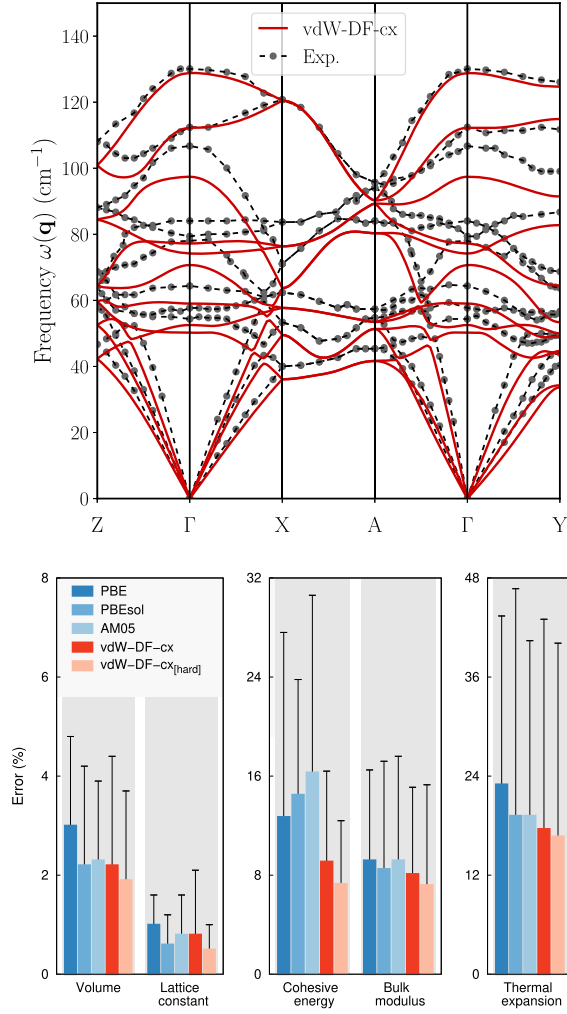 140
120
100
80
60
40
20
0
Frequency ω(q) (cm⁻¹)
vdW-DF-cx
Exp.
Z Γ X A Γ Y
8
6
4
2
0
Error (%)
PBE
PBEsol
AM05
vdW-DF-cx
vdW-DF-cx[hard]
Volume
Lattice
constant
32
24
16
8
0
Cohesive
energy
Bulk
modulus
48
36
24
12
0
Thermal
expansion